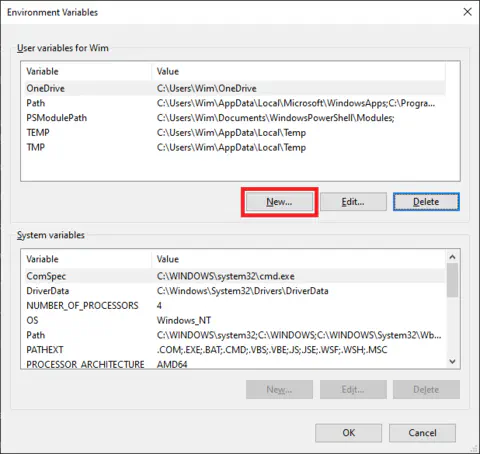 Environment Variables
User variables for Wim
Variable Value
OneDrive C:\Users\Wim\OneDrive
Path C:\Users\Wim\AppData\Local\Microsoft\WindowsApps;C:\Progra...
PSModulePath C:\Users\Wim\Documents\WindowsPowerShell\Modules;
TEMP C:\Users\Wim\AppData\Local\Temp
TMP C:\Users\Wim\AppData\Local\Temp
New... Edit... Delete
System variables
Variable Value
ComSpec C:\WINDOWS\system32\cmd.exe
DriverData C:\Windows\System32\Drivers\DriverData
NUMBER_OF_PROCESSORS 4
OS Windows_NT
Path C:\WINDOWS\system32;C:\WINDOWS;C:\WINDOWS\System32\Wb...
PATHEXT .COM;.EXE;.BAT;.CMD;.VBS;.VBE;.JS;.JSE;.WSF;.WSH;.MSC
PROCESSOR_ARCHITECTURE AMD64
New... Edit... Delete
OK Cancel